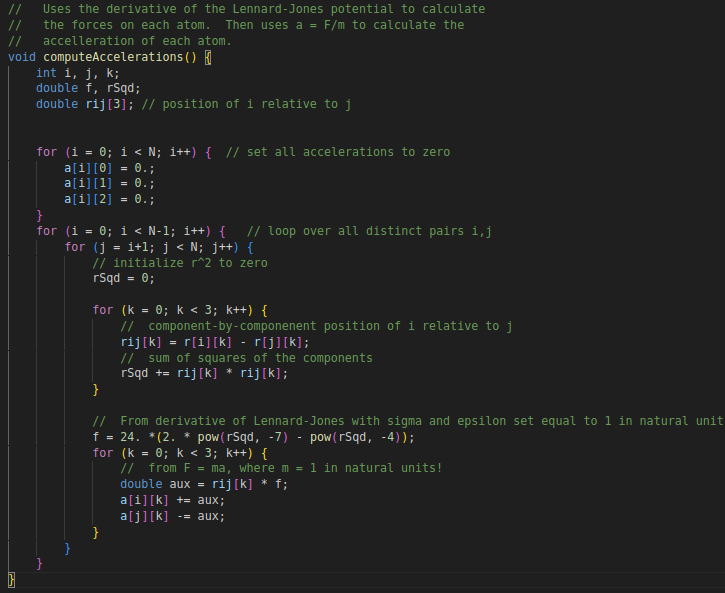 //   Uses the derivative of the Lennard-Jones potential to calculate
//   the forces on each atom.  Then uses a = F/m to calculate the
//   accelleration of each atom.
void computeAccelerations() {
    int i, j, k;
    double f, rSqd;
    double rij[3]; // position of i relative to j
    for (i = 0; i < N; i++) {  // set all accelerations to zero
        a[i][0] = 0.;
        a[i][1] = 0.;
        a[i][2] = 0.;
    }
    for (i = 0; i < N-1; i++) {   // loop over all distinct pairs i,j
        for (j = i+1; j < N; j++) {
            // initialize r^2 to zero
            rSqd = 0;
            for (k = 0; k < 3; k++) {
                //  component-by-componenent position of i relative to j
                rij[k] = r[i][k] - r[j][k];
                //  sum of squares of the components
                rSqd += rij[k] * rij[k];
            }
            //  From derivative of Lennard-Jones with sigma and epsilon set equal to 1 in natural unit
            f = 24. *(2. * pow(rSqd, -7) - pow(rSqd, -4));
            for (k = 0; k < 3; k++) {
                //  from F = ma, where m = 1 in natural units!
                double aux = rij[k] * f;
                a[i][k] += aux;
                a[j][k] -= aux;
            }
        }
    }
}